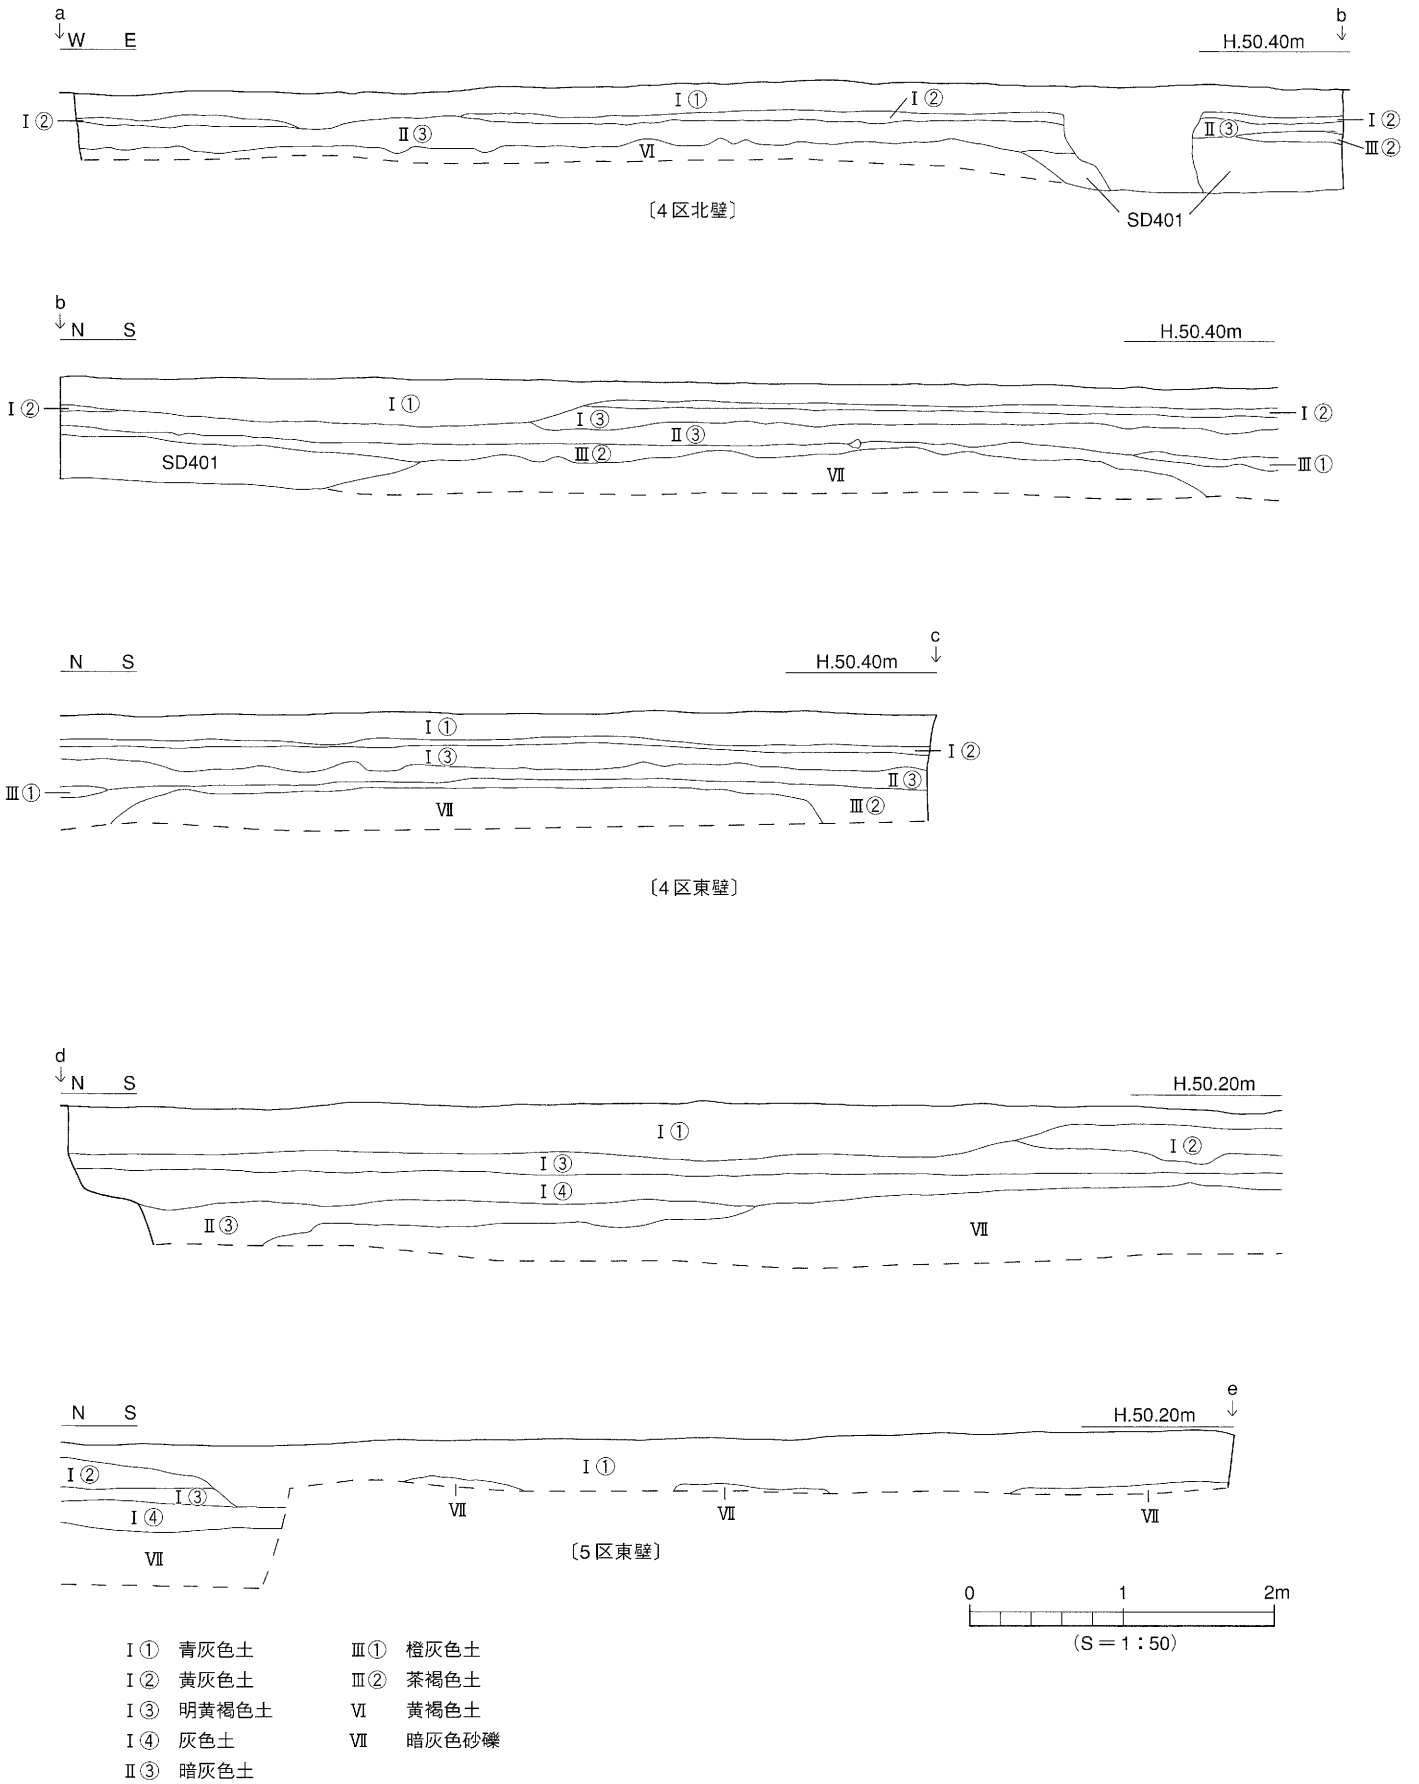 a
b
W E
H.50.40m
Ⅰ①
Ⅰ②
Ⅰ②
Ⅰ②
Ⅱ③
Ⅱ③
Ⅲ②
Ⅵ
SD401
〔4区北壁〕
b
N S
H.50.40m
Ⅰ②
Ⅰ①
Ⅰ③
Ⅰ②
Ⅱ③
Ⅲ②
SD401
Ⅲ①
Ⅶ
c
N S
H.50.40m
Ⅰ①
Ⅰ②
Ⅰ③
Ⅱ③
Ⅲ①
Ⅶ
Ⅲ②
〔4区東壁〕
d
N S
H.50.20m
Ⅰ①
Ⅰ②
Ⅰ③
Ⅰ④
Ⅱ③
Ⅶ
e
N S
H.50.20m
Ⅰ②
Ⅰ①
Ⅰ③
Ⅰ④
Ⅶ
Ⅶ
Ⅶ
Ⅶ
〔5区東壁〕
0 1 2m
(S=1:50)
Ⅰ① 青灰色土
Ⅰ② 黄灰色土
Ⅰ③ 明黄褐色土
Ⅰ④ 灰色土
Ⅱ③ 暗灰色土
Ⅲ① 橙灰色土
Ⅲ② 茶褐色土
Ⅵ 黄褐色土
Ⅶ 暗灰色砂礫